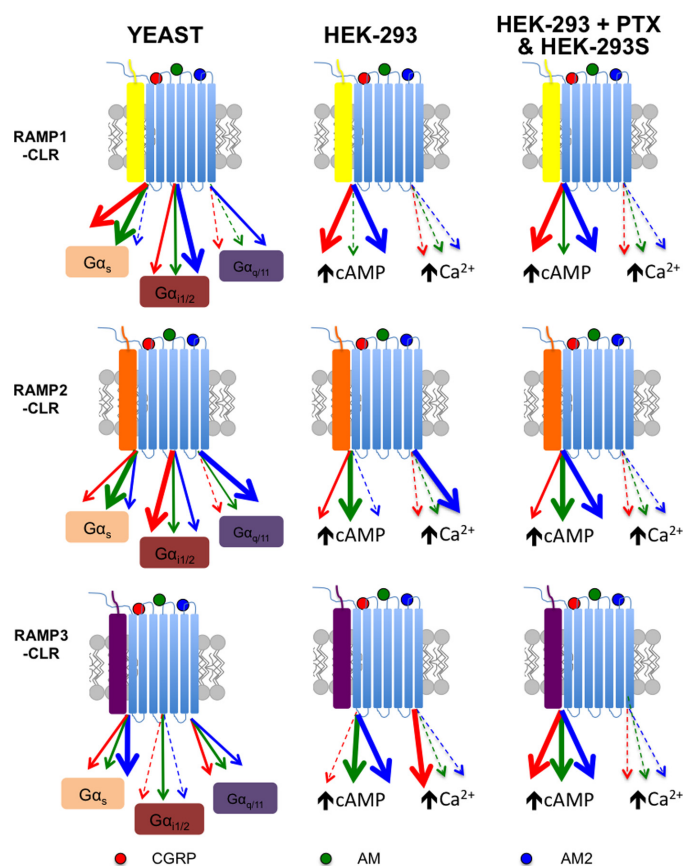 YEAST
HEK-293
HEK-293 + PTX
& HEK-293S
RAMP1
-CLR
Gαs
Gαi1/2
Gαq/11
⬆cAMP
⬆Ca²⁺
⬆cAMP
⬆Ca²⁺
RAMP2
-CLR
Gαs
Gαi1/2
Gαq/11
⬆cAMP
⬆Ca²⁺
⬆cAMP
⬆Ca²⁺
RAMP3
-CLR
Gαs
Gαi1/2
Gαq/11
⬆cAMP
⬆Ca²⁺
⬆cAMP
⬆Ca²⁺
CGRP
AM
AM2